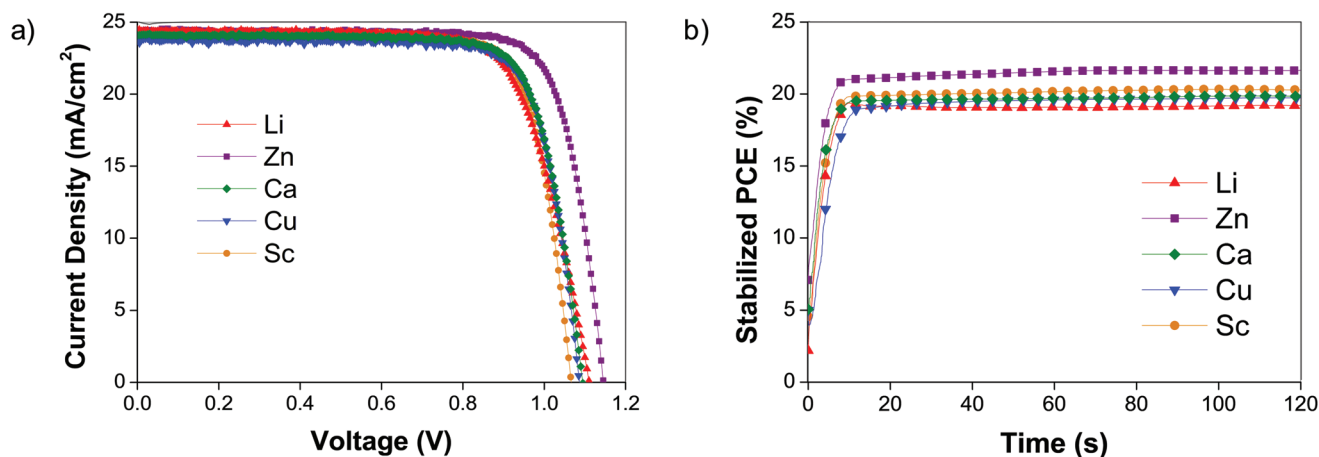 a)
Current Density (mA/cm²)
25
20
15
10
5
0
Li
Zn
Ca
Cu
Sc
0.0 0.2 0.4 0.6 0.8 1.0 1.2
Voltage (V)
b)
Stabilized PCE (%)
25
20
15
10
5
0
Li
Zn
Ca
Cu
Sc
0 20 40 60 80 100 120
Time (s)